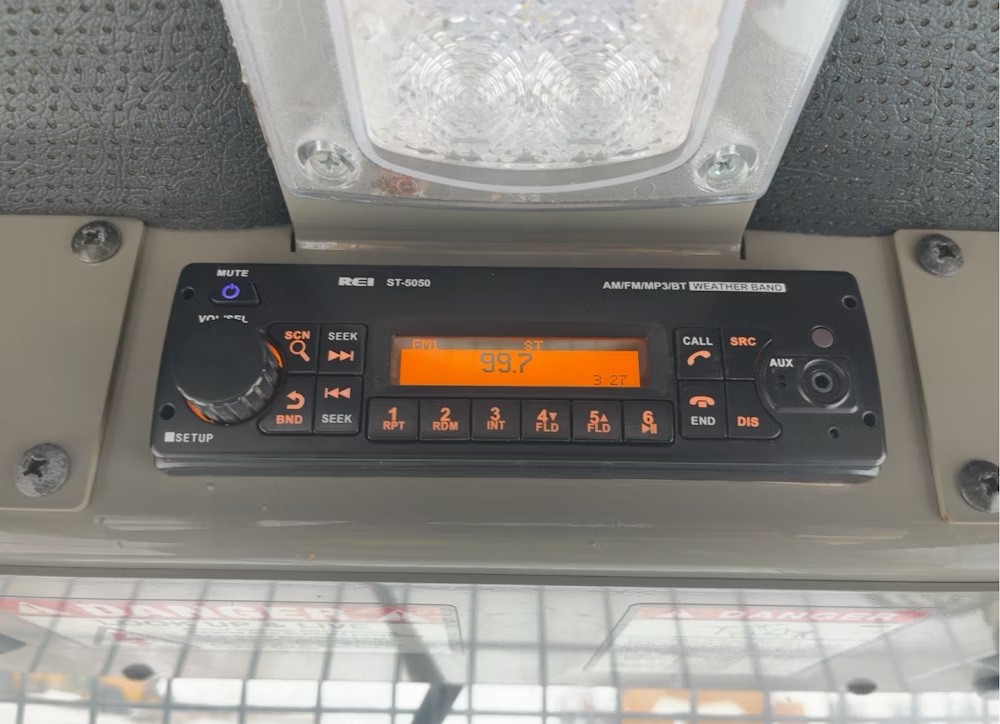 MUTE
REI ST-5050
AM/FM/MP3/BT WEATHER BAND
VOL/SEL
SCN
SEEK
FM1 ST
99.7
3:27
CALL
SRC
AUX
BND
SEEK
1 RPT
2 RDM
3 INT
4▼ FLD
5▲ FLD
6
END
DIS
SETUP
DANGER
DANGER